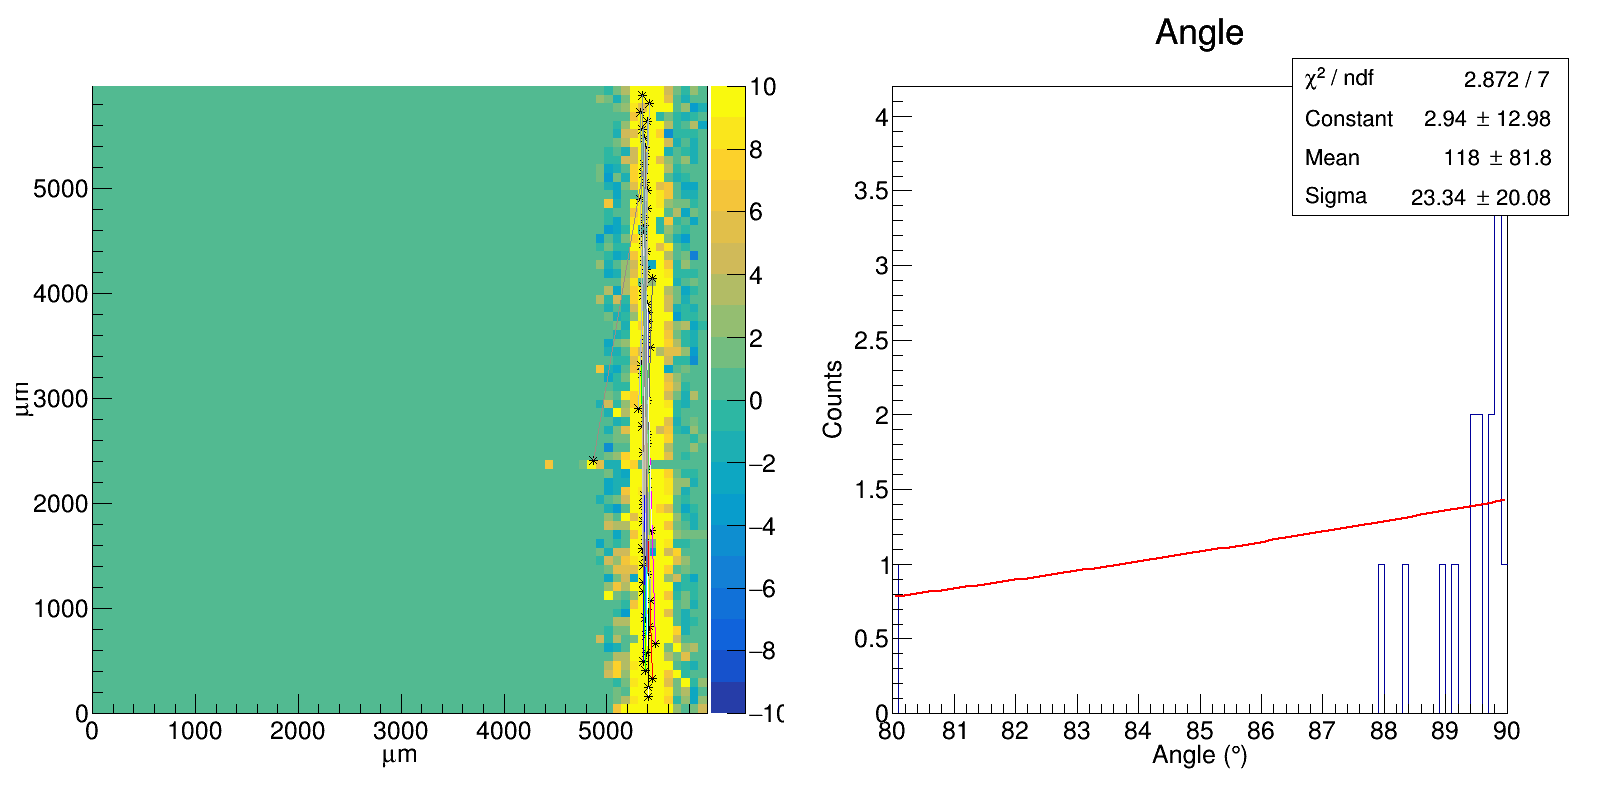 Angle
χ² / ndf 2.872 / 7
Constant 2.94 ± 12.98
Mean 118 ± 81.8
Sigma 23.34 ± 20.08
μm
5000
4000
3000
2000
1000
0
0 1000 2000 3000 4000 5000
μm
10
8
6
4
2
0
−2
−4
−6
−8
−10
Counts
4
3.5
3
2.5
2
1.5
1
0.5
0
80 81 82 83 84 85 86 87 88 89 90
Angle (°)